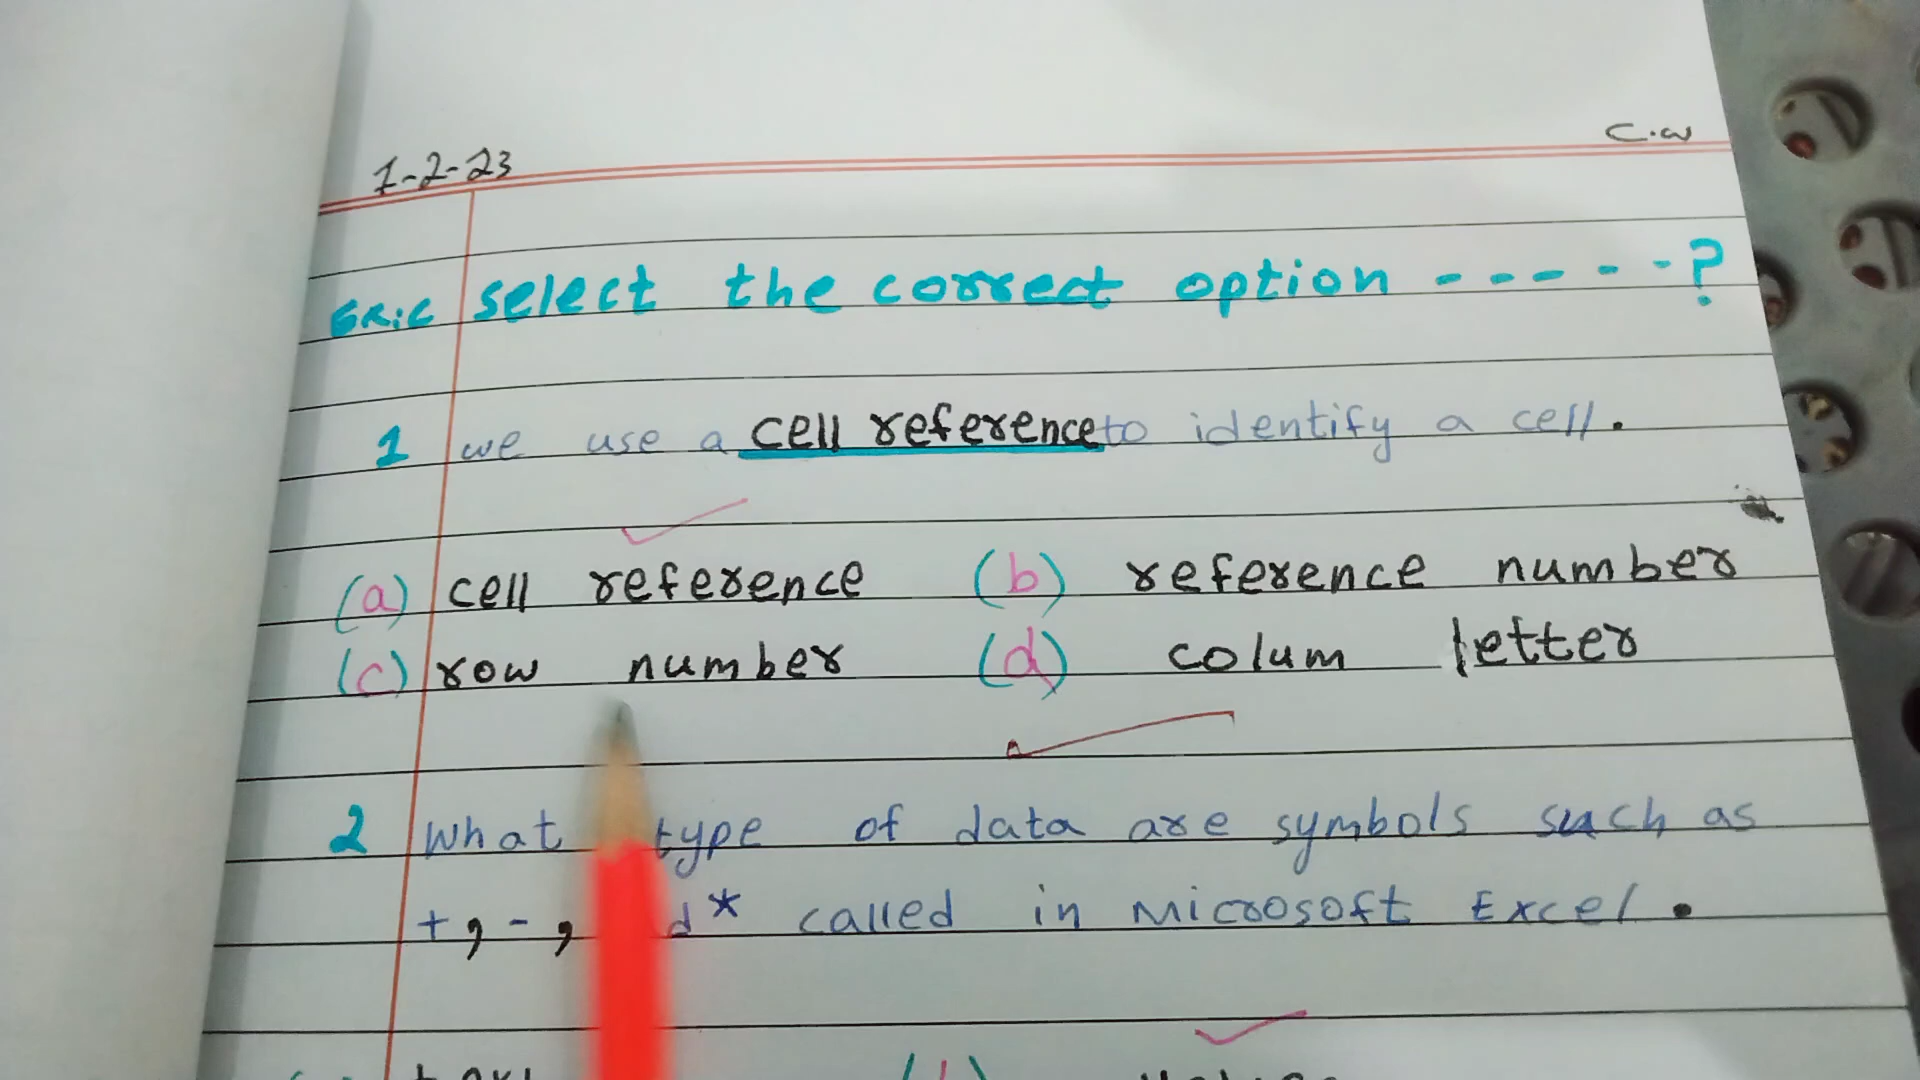 1-2-23
C.w
select the correct option ------?
1 we use a cell reference to identify a cell.
(a) cell reference (b) reference number
(c) row number (d) colum letter
2 What type of data are symbols such as
+, -, d* called in Microsoft Excel.